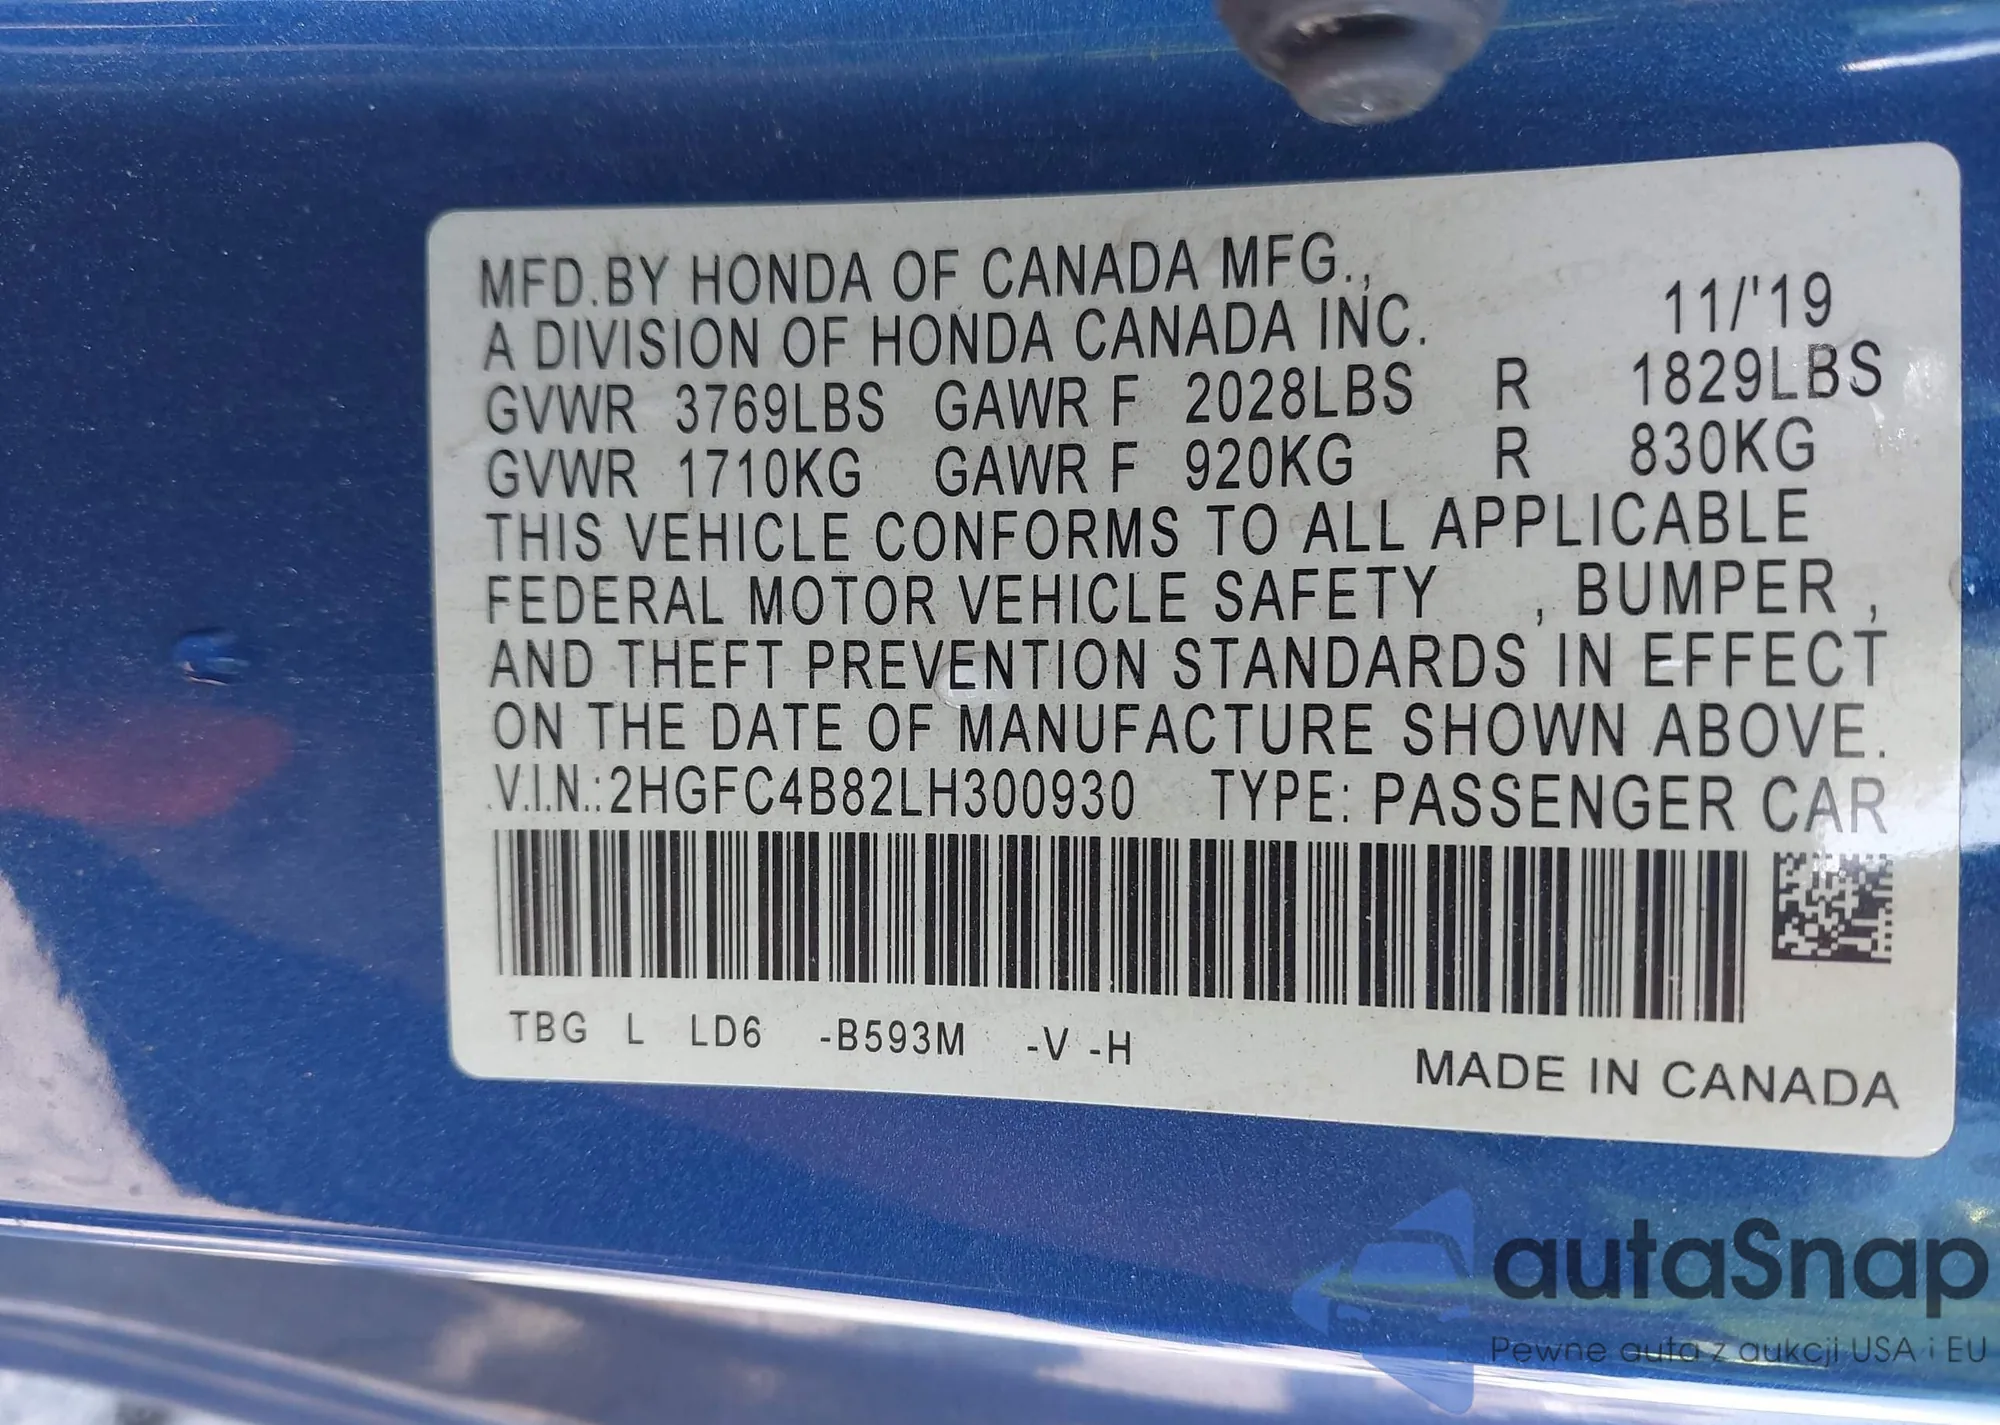 MFD.BY HONDA OF CANADA MFG.,
A DIVISION OF HONDA CANADA INC. 11/'19
GVWR 3769LBS GAWR F 2028LBS R 1829LBS
GVWR 1710KG GAWR F 920KG R 830KG
THIS VEHICLE CONFORMS TO ALL APPLICABLE
FEDERAL MOTOR VEHICLE SAFETY , BUMPER ,
AND THEFT PREVENTION STANDARDS IN EFFECT
ON THE DATE OF MANUFACTURE SHOWN ABOVE.
V.I.N.:2HGFC4B82LH300930 TYPE: PASSENGER CAR
TBG L LD6 -B593M -V -H
MADE IN CANADA
autaSnap
Pewne auta z aukcji USA i EU